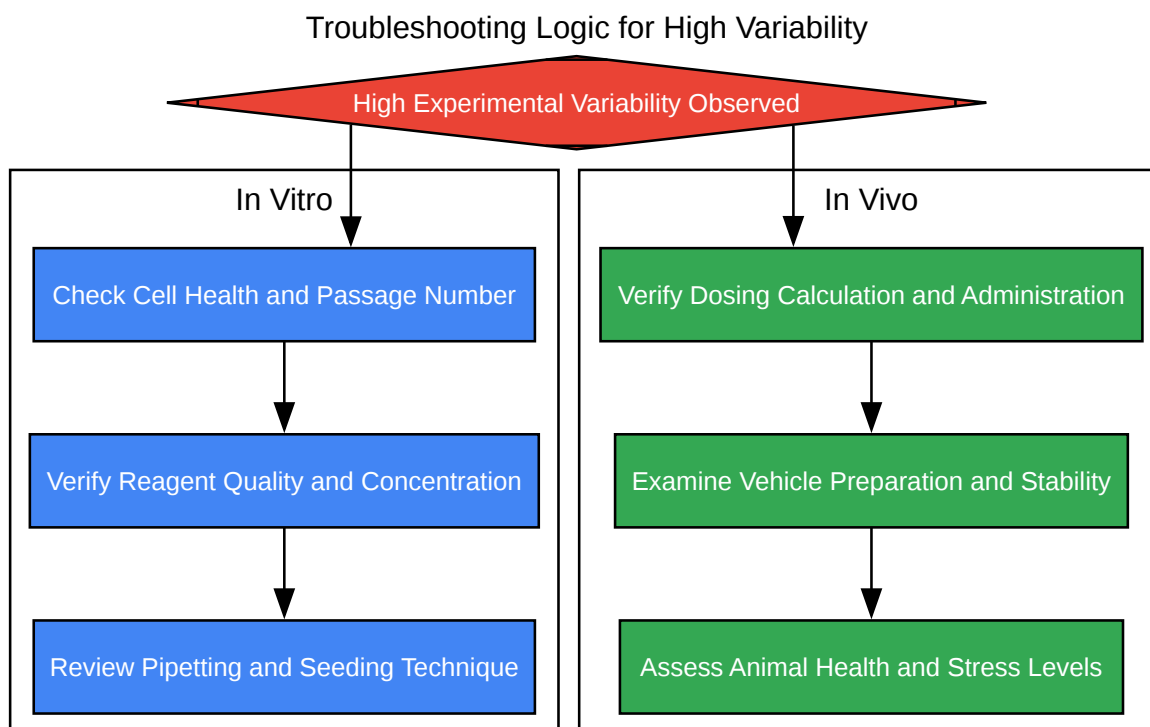 Troubleshooting Logic for High Variability
High Experimental Variability Observed
In Vitro
Check Cell Health and Passage Number
Verify Reagent Quality and Concentration
Review Pipetting and Seeding Technique
In Vivo
Verify Dosing Calculation and Administration
Examine Vehicle Preparation and Stability
Assess Animal Health and Stress Levels